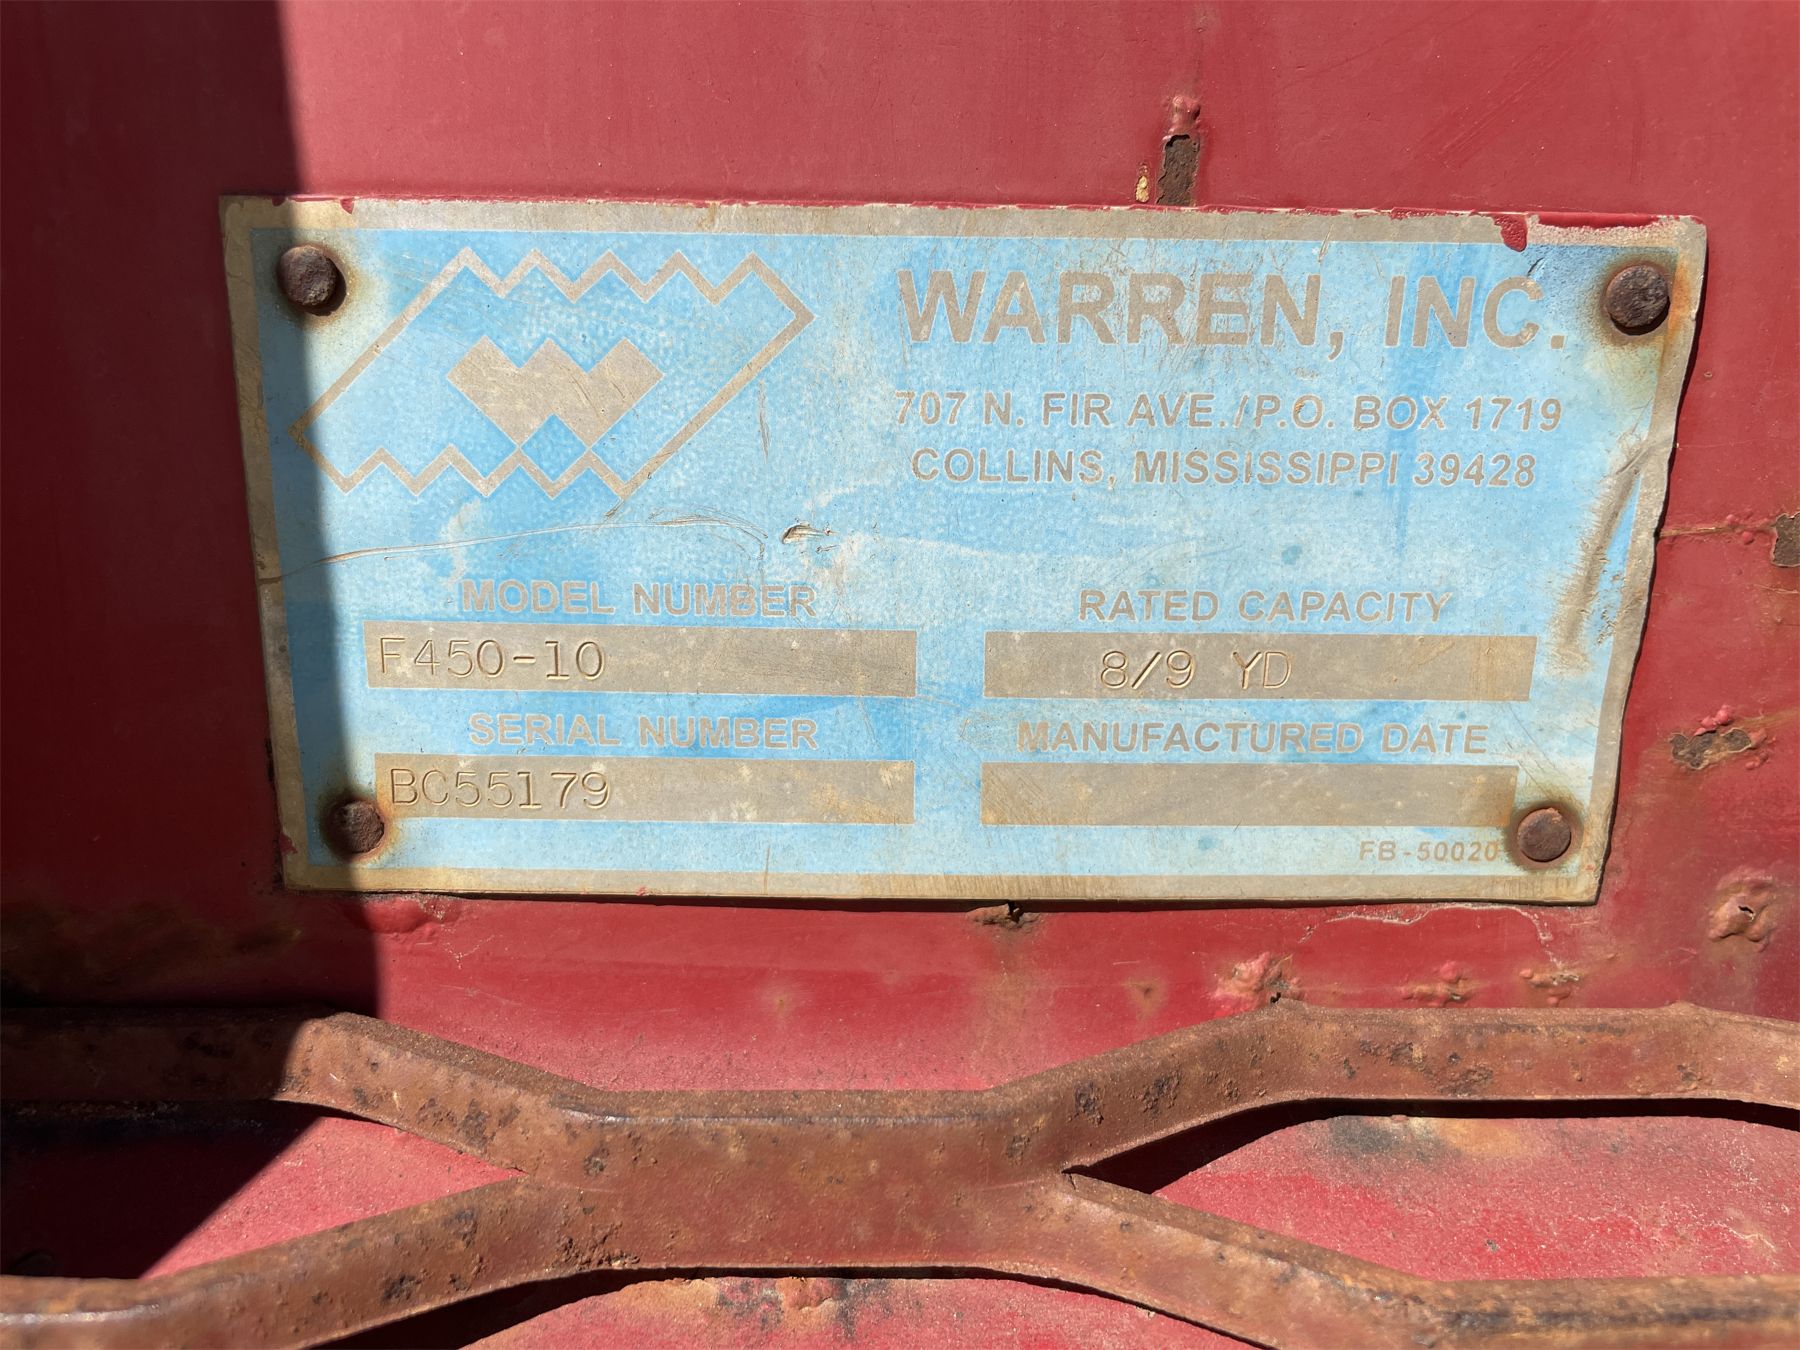 W
WARREN, INC.
707 N. FIR AVE./P.O. BOX 1719
COLLINS, MISSISSIPPI 39428
MODEL NUMBER
F450-10
RATED CAPACITY
8/9 YD
SERIAL NUMBER
BC55179
MANUFACTURED DATE
FB-50020